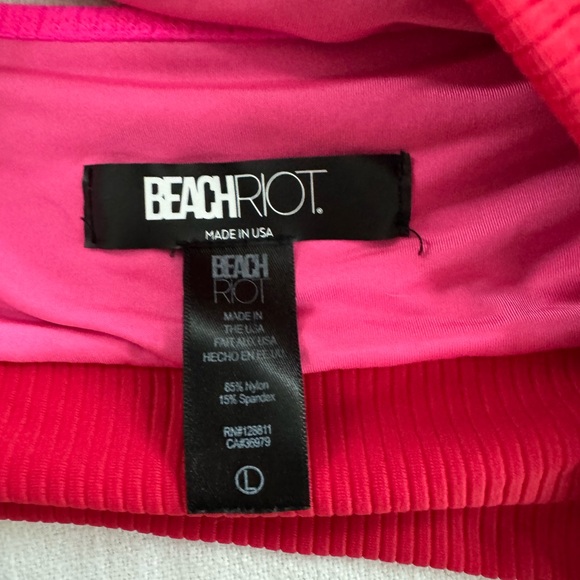 BEACHRIOT.
MADE IN USA
BEACH
RIOT
MADE IN
THE USA
FAIT AUX USA
HECHO EN EE.UU
85% Nylon
15% Spandex
RN#128811
CA#36979
L